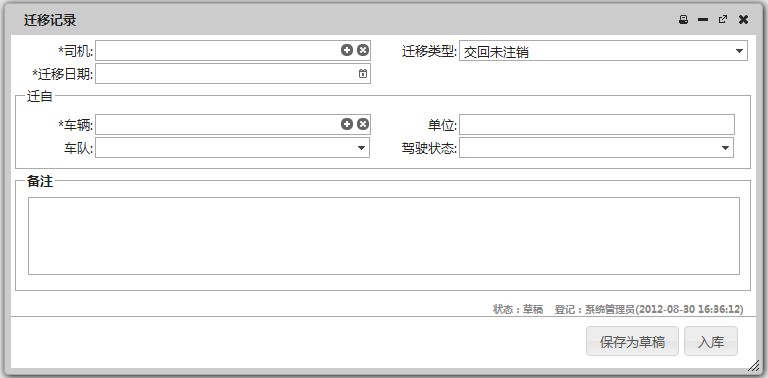 迁移记录
*司机: 迁移类型: 交回未注销
*迁移日期:
迁自
*车辆: 单位:
车队: 驾驶状态:
备注
状态：草稿 登记：系统管理员(2012-08-30 16:36:12)
保存为草稿 入库